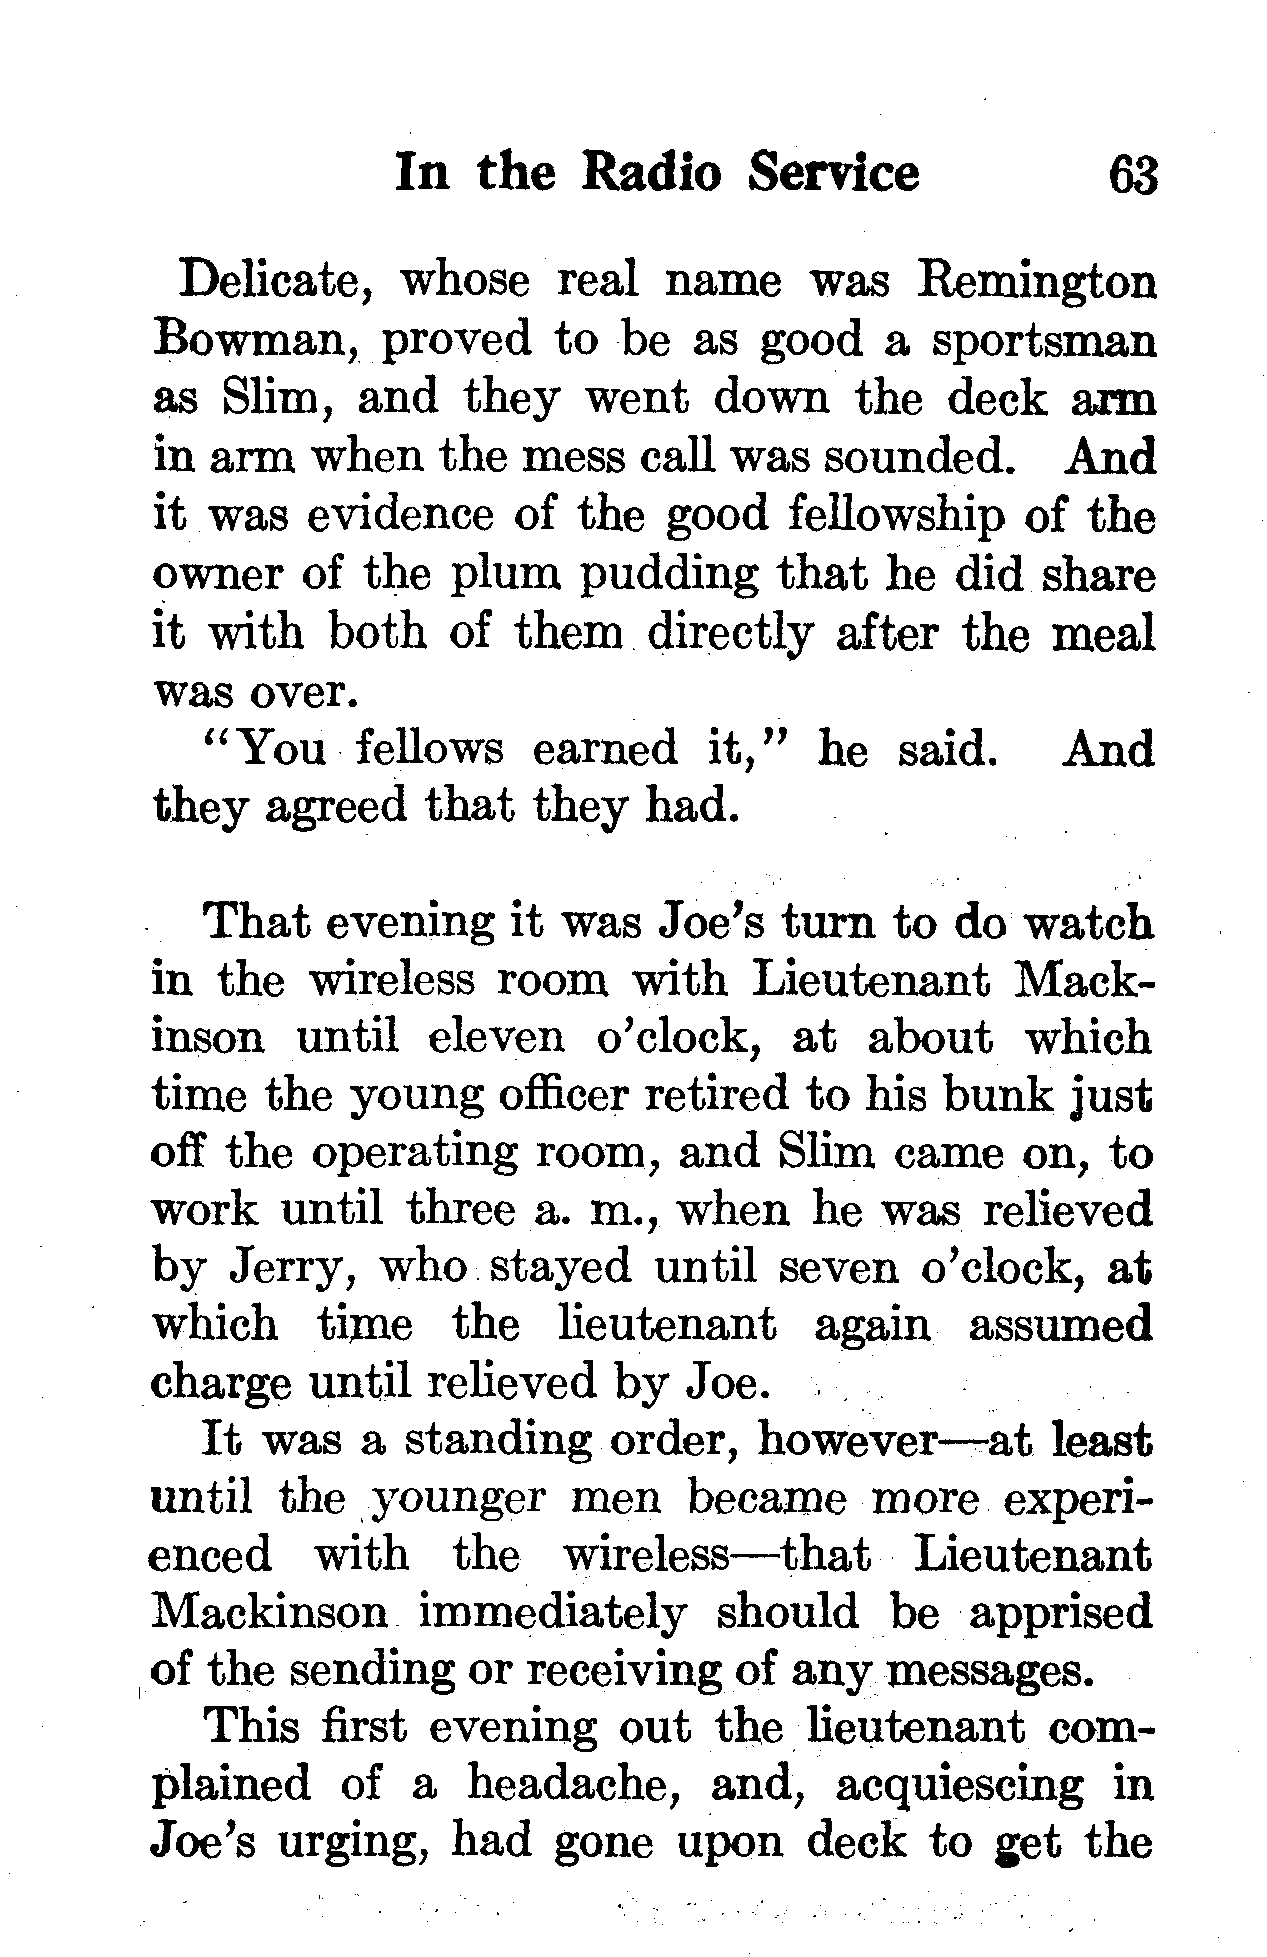 In the Radio Service 63
Delicate, whose real name was Remington
Bowman, proved to be as good a sportsman
as Slim, and they went down the deck arm
in arm when the mess call was sounded. And
it was evidence of the good fellowship of the
owner of the plum pudding that he did share
it with both of them directly after the meal
was over.
"You fellows earned it," he said. And
they agreed that they had.
That evening it was Joe's turn to do watch
in the wireless room with Lieutenant Mack-
inson until eleven o'clock, at about which
time the young officer retired to his bunk just
off the operating room, and Slim came on, to
work until three a. m., when he was relieved
by Jerry, who stayed until seven o'clock, at
which time the lieutenant again assumed
charge until relieved by Joe.
It was a standing order, however—at least
until the younger men became more experi-
enced with the wireless—that Lieutenant
Mackinson immediately should be apprised
of the sending or receiving of any messages.
This first evening out the lieutenant com-
plained of a headache, and, acquiescing in
Joe's urging, had gone upon deck to get the